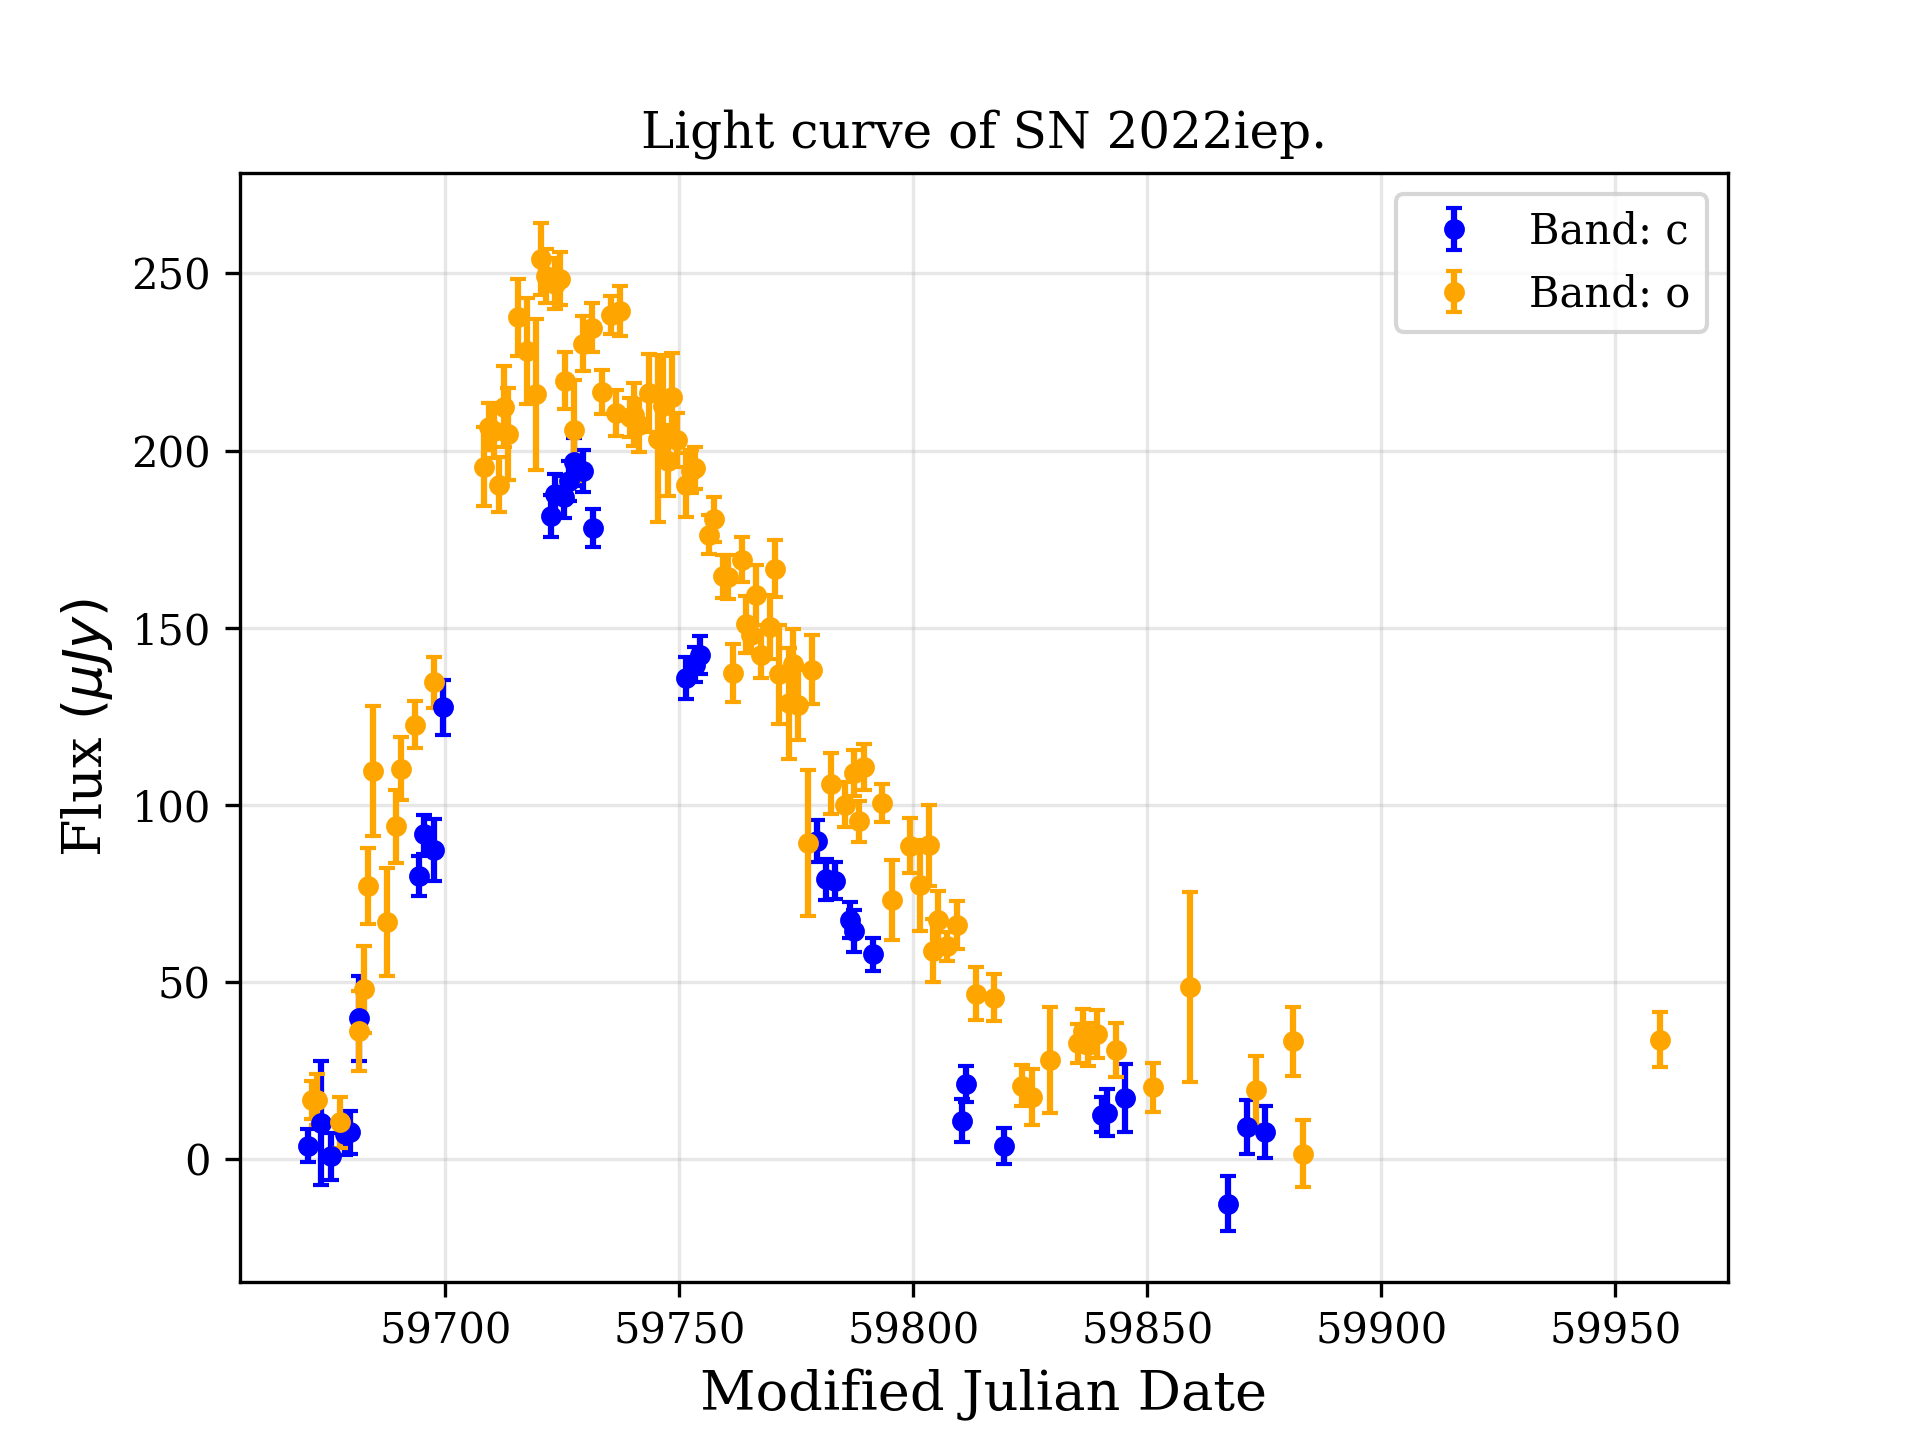 Light curve of SN 2022iep.
Band: c
Band: o
250
200
150
100
50
0
Flux (μJy)
59700 59750 59800 59850 59900 59950
Modified Julian Date